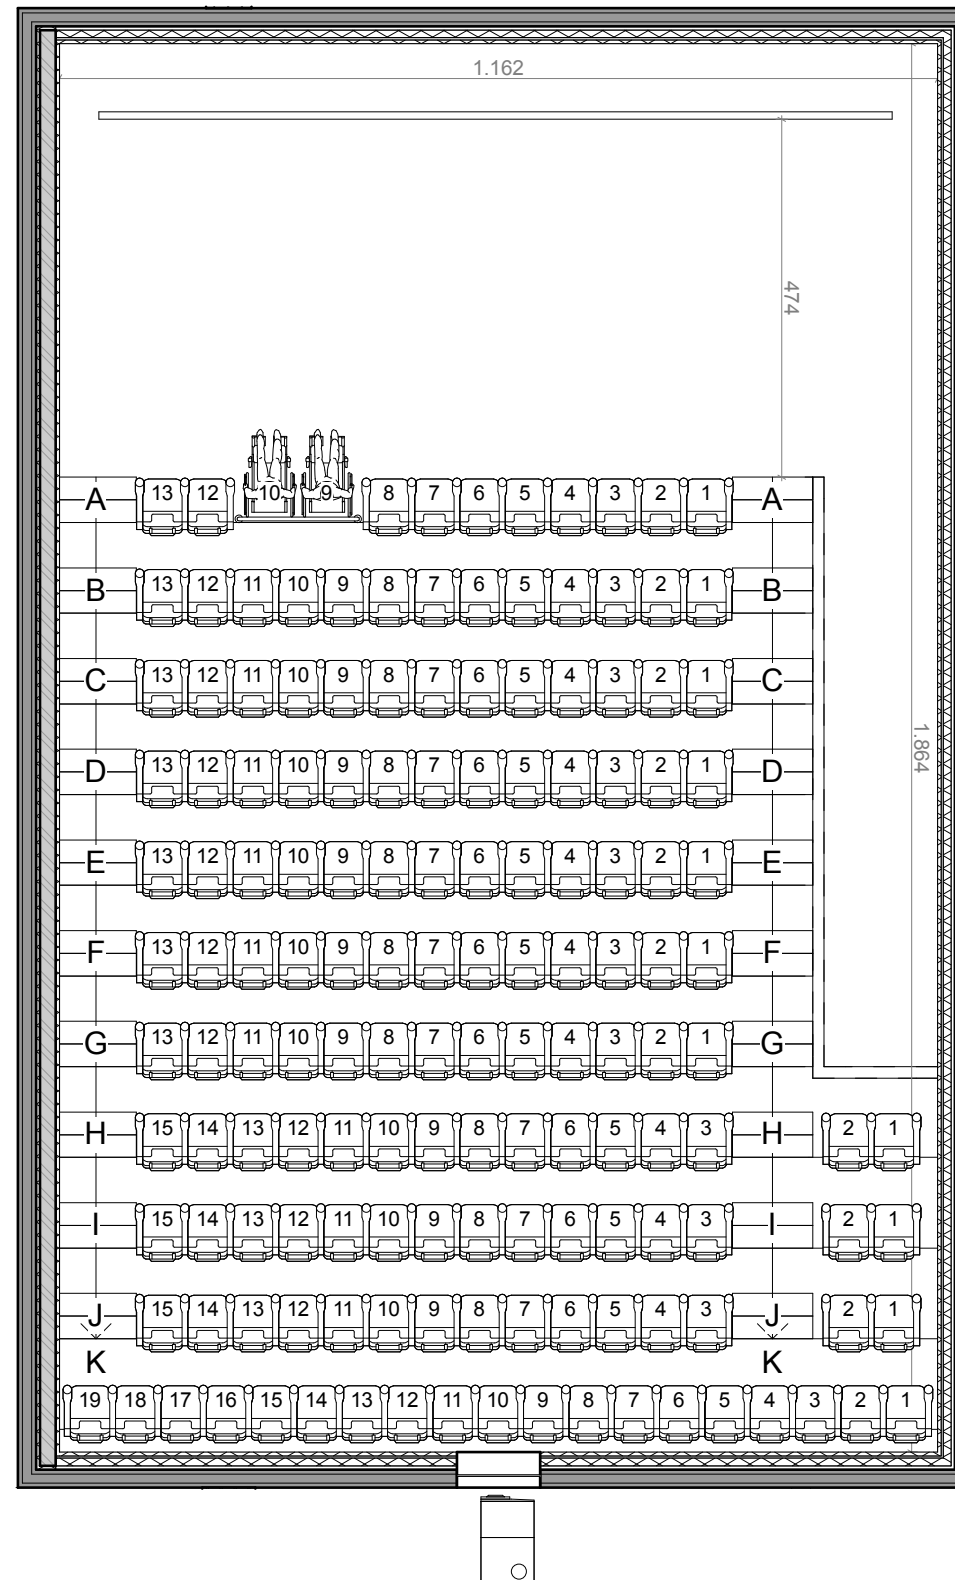 1.162
474
A 13 12 10 9 8 7 6 5 4 3 2 1 A
B 13 12 11 10 9 8 7 6 5 4 3 2 1 B
C 13 12 11 10 9 8 7 6 5 4 3 2 1 C
1.864
D 13 12 11 10 9 8 7 6 5 4 3 2 1 D
E 13 12 11 10 9 8 7 6 5 4 3 2 1 E
F 13 12 11 10 9 8 7 6 5 4 3 2 1 F
G 13 12 11 10 9 8 7 6 5 4 3 2 1 G
H 15 14 13 12 11 10 9 8 7 6 5 4 3 H 2 1
I 15 14 13 12 11 10 9 8 7 6 5 4 3 I 2 1
J 15 14 13 12 11 10 9 8 7 6 5 4 3 J 2 1
K K
19 18 17 16 15 14 13 12 11 10 9 8 7 6 5 4 3 2 1